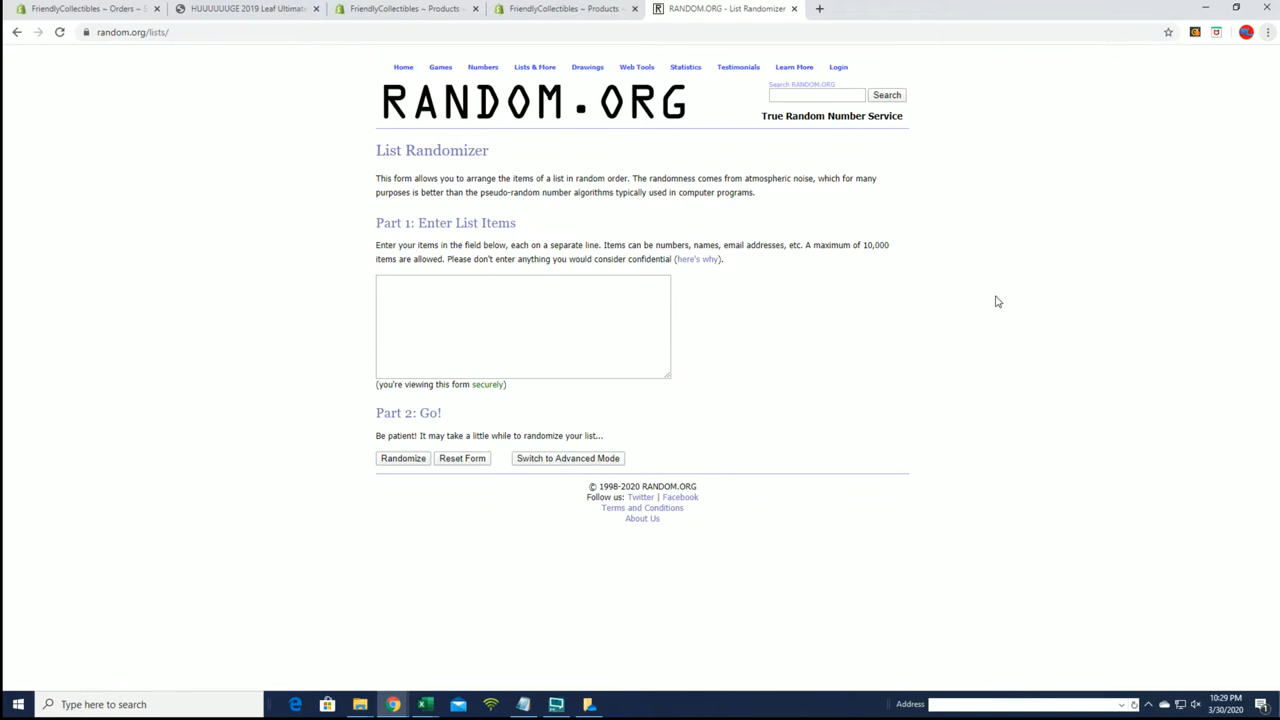 FriendlyCollectibles ~ Orders ~ S
HUUUUUUGE 2019 Leaf Ultimate
FriendlyCollectibles ~ Products ~
FriendlyCollectibles ~ Products ~
RANDOM.ORG - List Randomizer
random.org/lists/
Home Games Numbers Lists & More Drawings Web Tools Statistics Testimonials Learn More Login
Search RANDOM.ORG
RANDOM.ORG
Search
True Random Number Service
List Randomizer
This form allows you to arrange the items of a list in random order. The randomness comes from atmospheric noise, which for many
purposes is better than the pseudo-random number algorithms typically used in computer programs.
Part 1: Enter List Items
Enter your items in the field below, each on a separate line. Items can be numbers, names, email addresses, etc. A maximum of 10,000
items are allowed. Please don't enter anything you would consider confidential (here's why).
(you're viewing this form securely)
Part 2: Go!
Be patient! It may take a little while to randomize your list...
Randomize Reset Form Switch to Advanced Mode
© 1998-2020 RANDOM.ORG
Follow us: Twitter | Facebook
Terms and Conditions
About Us
Type here to search
Address
10:29 PM
3/30/2020